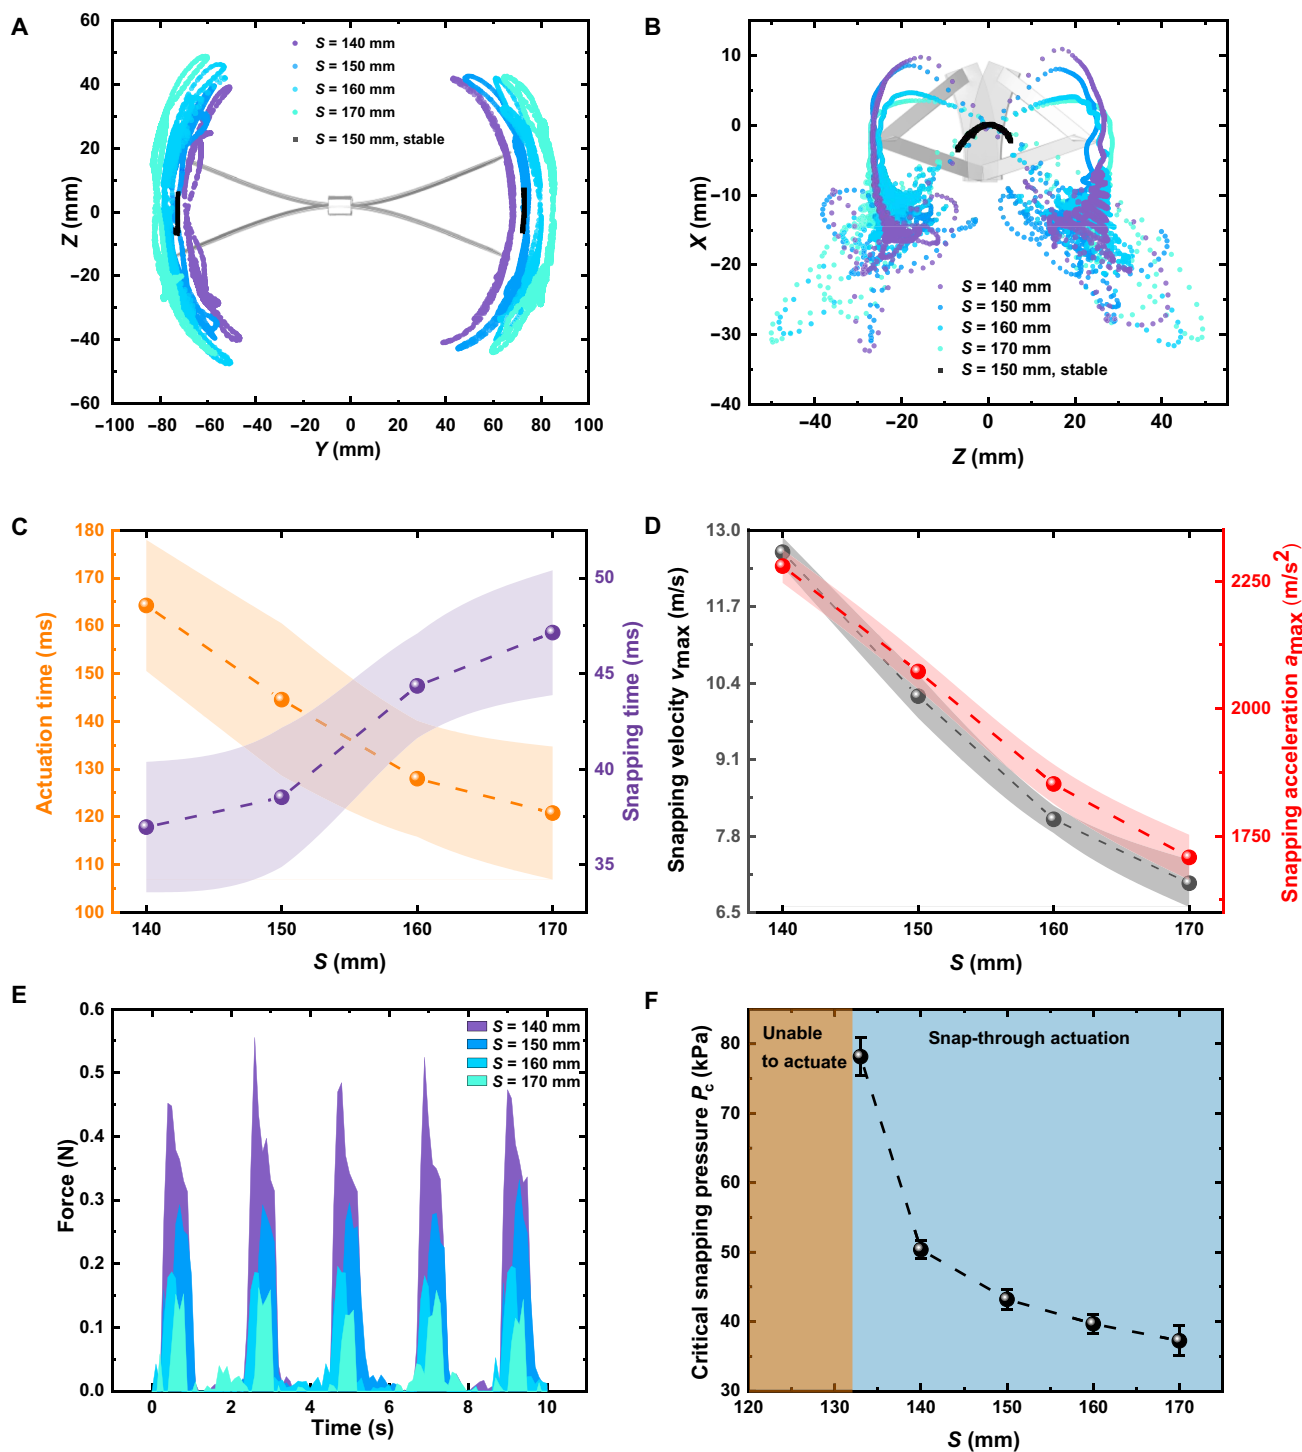 A
60
40
20
0
−20
−40
−60
Z (mm)
−100 −80 −60 −40 −20 0 20 40 60 80 100
Y (mm)
S = 140 mm
S = 150 mm
S = 160 mm
S = 170 mm
S = 150 mm, stable
B
10
0
−10
−20
−30
−40
X (mm)
−40 −20 0 20 40
Z (mm)
S = 140 mm
S = 150 mm
S = 160 mm
S = 170 mm
S = 150 mm, stable
C
180
170
160
150
140
130
120
110
100
Actuation time (ms)
50
45
40
35
Snapping time (ms)
140 150 160 170
S (mm)
D
13.0
11.7
10.4
9.1
7.8
6.5
Snapping velocity vmax (m/s)
2250
2000
1750
Snapping acceleration amax (m/s²)
140 150 160 170
S (mm)
E
0.6
0.5
0.4
0.3
0.2
0.1
0.0
Force (N)
0 2 4 6 8 10
Time (s)
S = 140 mm
S = 150 mm
S = 160 mm
S = 170 mm
F
80
70
60
50
40
30
Critical snapping pressure Pc (kPa)
Unable
to actuate
Snap-through actuation
120 130 140 150 160 170
S (mm)